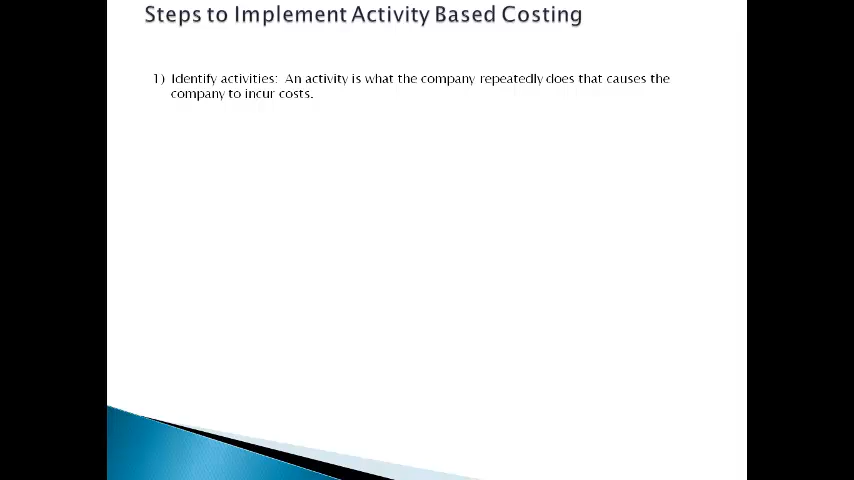 Steps to Implement Activity Based Costing
1) Identify activities: An activity is what the company repeatedly does that causes the
company to incur costs.